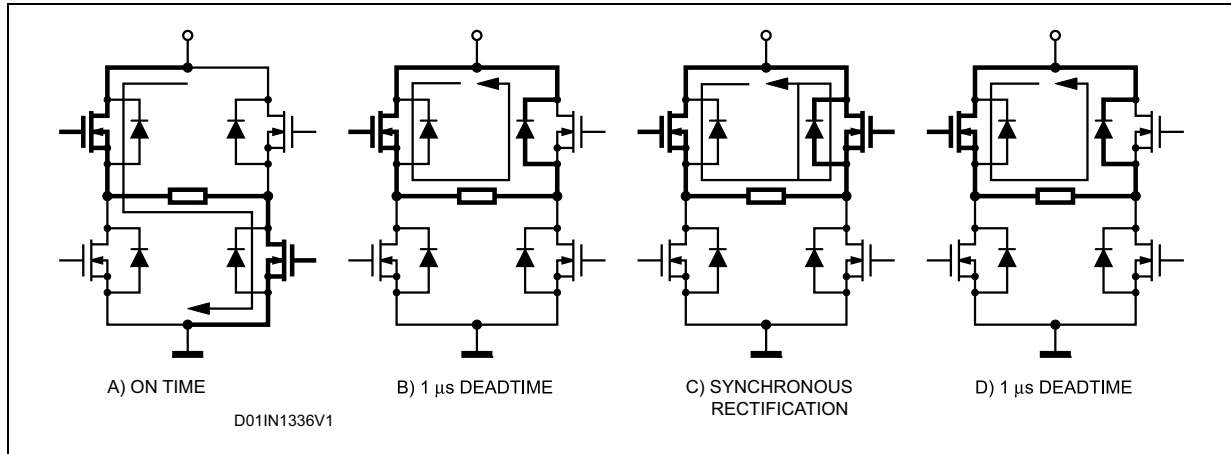 A) ON TIME
B) 1 μs DEADTIME
C) SYNCHRONOUS
RECTIFICATION
D) 1 μs DEADTIME
D01IN1336V1